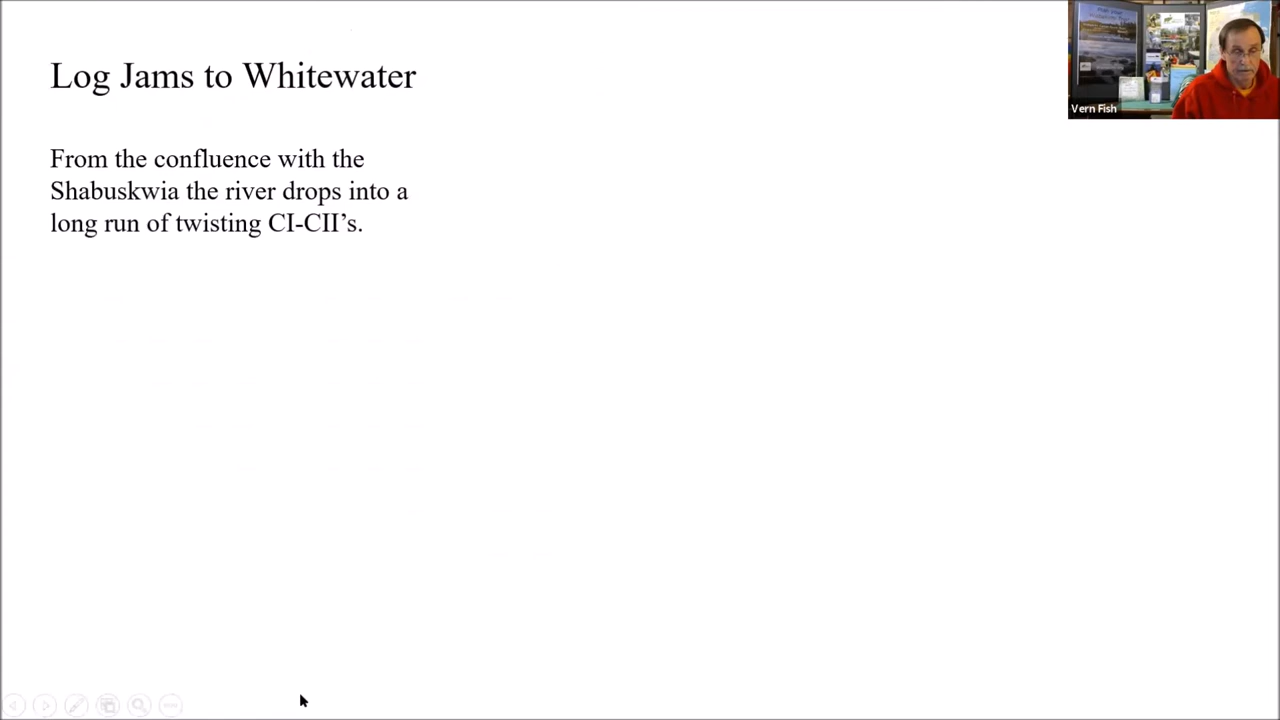 Log Jams to Whitewater
From the confluence with the
Shabuskwia the river drops into a
long run of twisting CI-CII’s.
Vern Fish